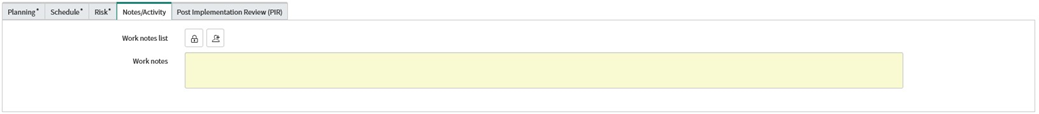 Planning* Schedule* Risk* Notes/Activity Post Implementation Review (PIR)
Work notes list
Work notes